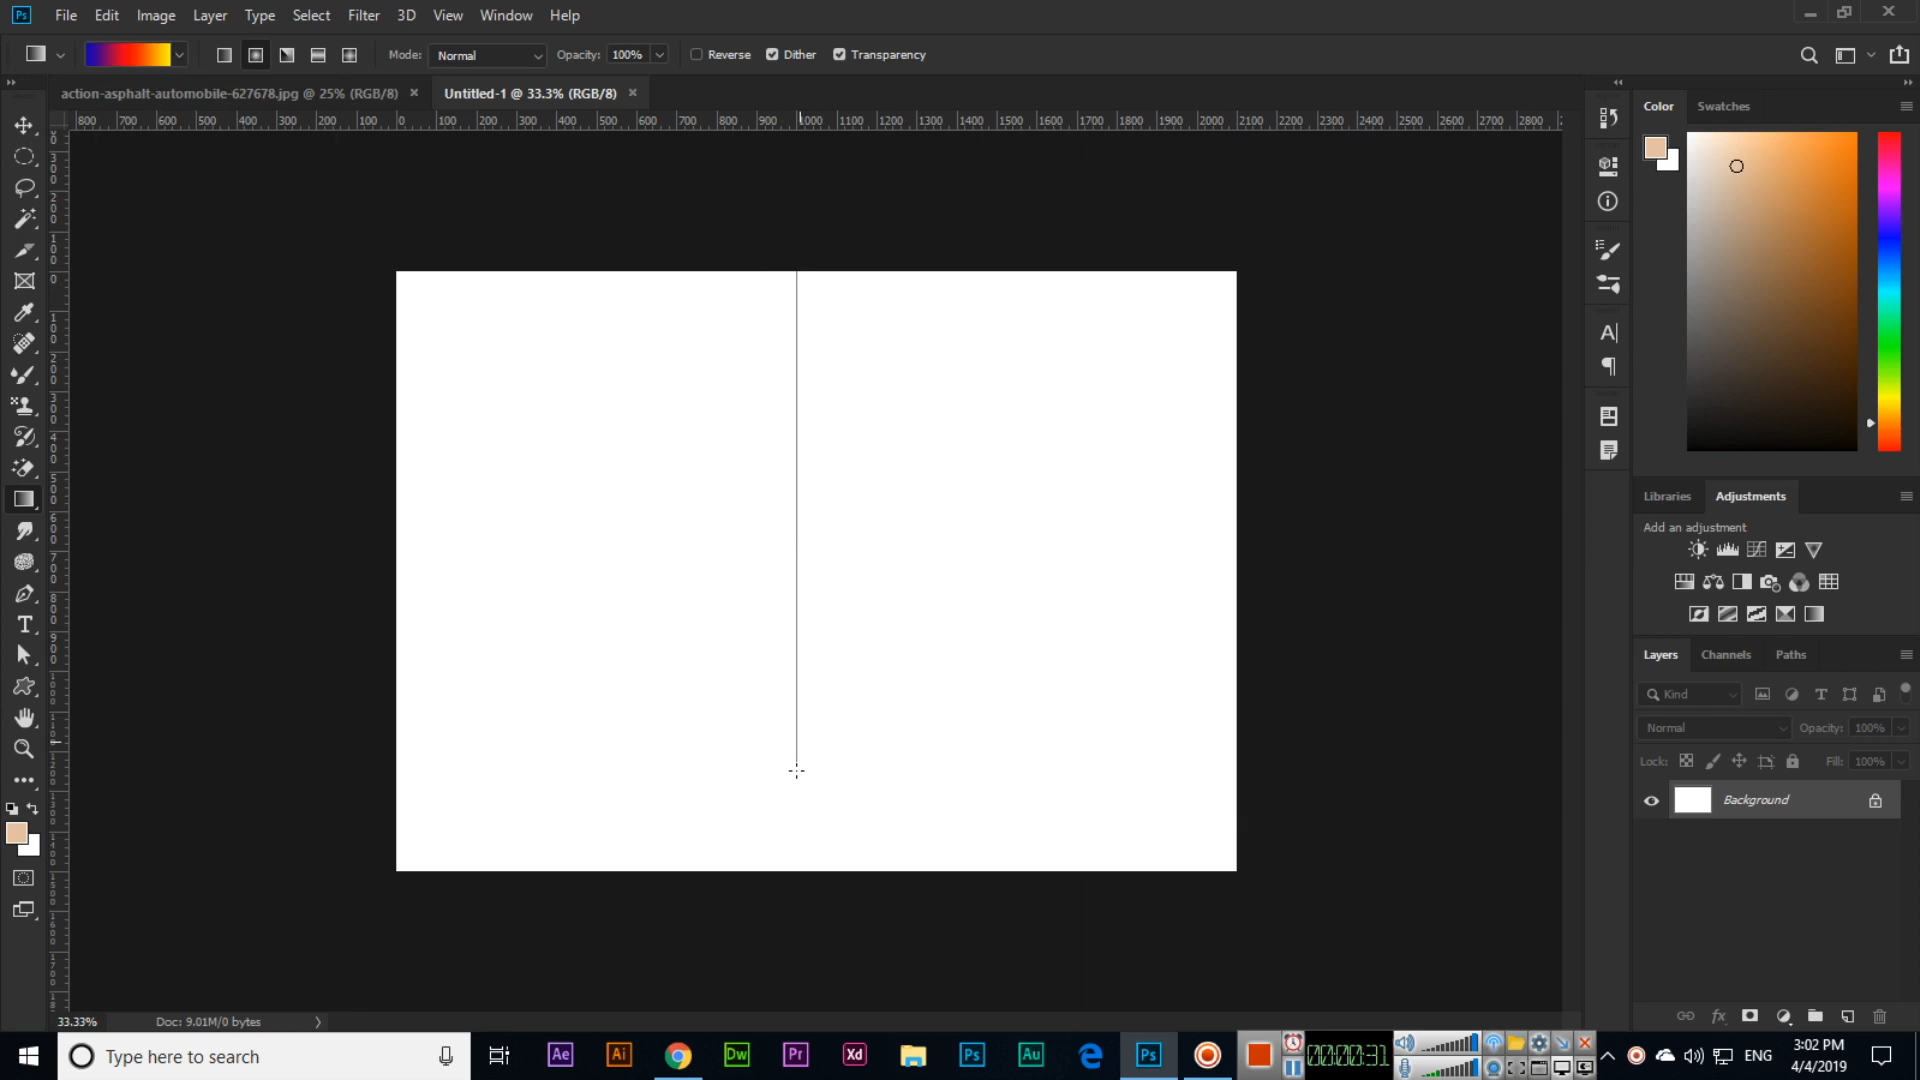 Ps File Edit Image Layer Type Select Filter 3D View Window Help
Mode: Normal Opacity: 100% Reverse Dither Transparency
action-asphalt-automobile-627678.jpg @ 25% (RGB/8) × Untitled-1 @ 33.3% (RGB/8) ×
800 700 600 500 400 300 200 100 0 100 200 300 400 500 600 700 800 900 1000 1100 1200 1300 1400 1500 1600 1700 1800 1900 2000 2100 2200 2300 2400 2500 2600 2700 2800
Color Swatches
Libraries Adjustments
Add an adjustment
Layers Channels Paths
Kind
Normal Opacity: 100%
Lock: Fill: 100%
Background
33.33% Doc: 9.01M/0 bytes
Type here to search
Ae Ai Dw Pr Xd Ps Au Ps
00:00:31
ENG
3:02 PM
4/4/2019